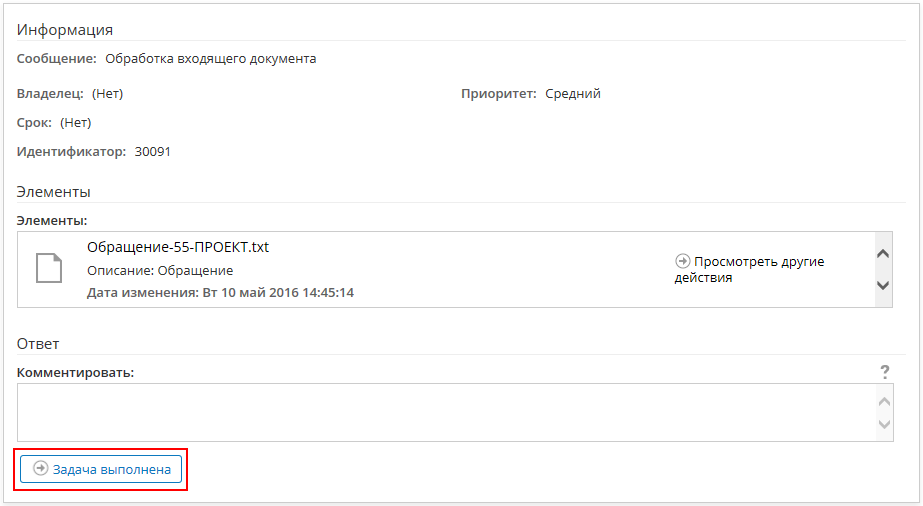 Информация
Сообщение: Обработка входящего документа
Владелец: (Нет) Приоритет: Средний
Срок: (Нет)
Идентификатор: 30091
Элементы
Элементы:
Обращение-55-ПРОЕКТ.txt
Описание: Обращение
Дата изменения: Вт 10 май 2016 14:45:14
Просмотреть другие
действия
Ответ
Комментировать: ?
Задача выполнена